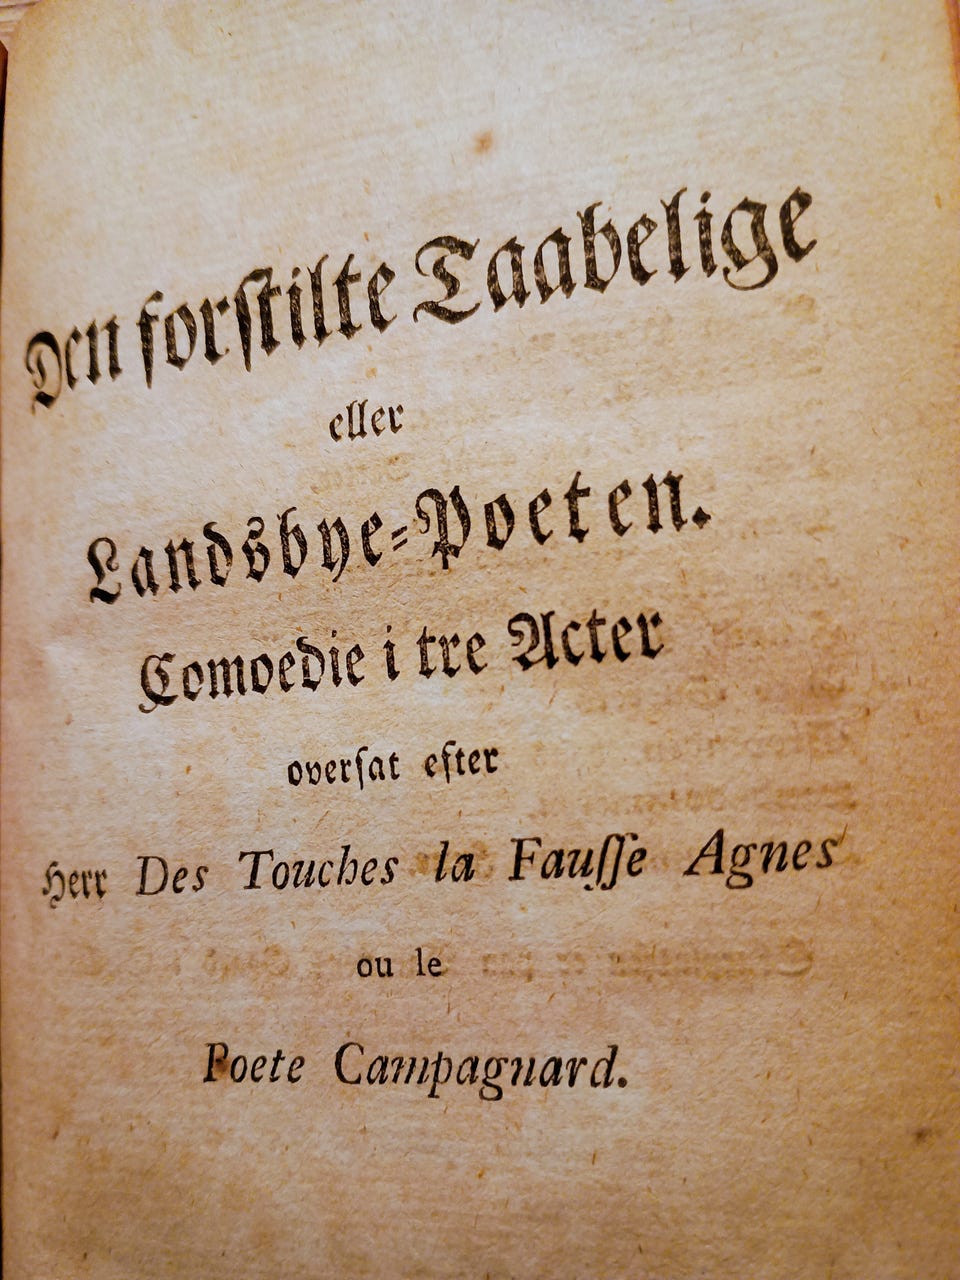 Den forſtilte Taabelige
eller
Landsbye-Poeten.
Comoedie i tre Acter
overſat efter
Herr Des Touches la Fauſſe Agnes
ou le
Poete Campagnard.